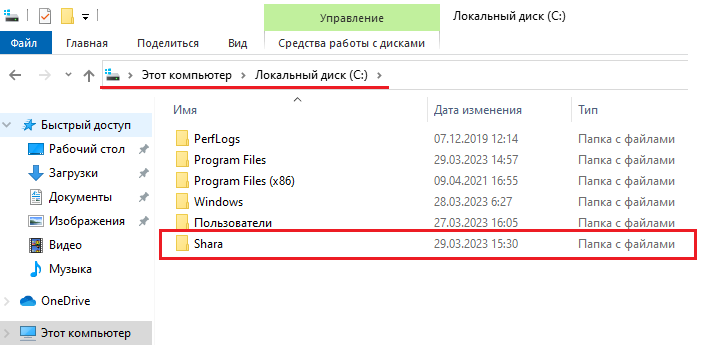 Управление
Локальный диск (C:)
Файл
Главная
Поделиться
Вид
Средства работы с дисками
Этот компьютер
Локальный диск (C:)
Имя
Дата изменения
Тип
Быстрый доступ
Рабочий стол
Загрузки
Документы
Изображения
Видео
Музыка
OneDrive
Этот компьютер
PerfLogs 07.12.2019 12:14 Папка с файлами
Program Files 29.03.2023 14:57 Папка с файлами
Program Files (x86) 09.04.2021 16:55 Папка с файлами
Windows 28.03.2023 6:27 Папка с файлами
Пользователи 27.03.2023 16:05 Папка с файлами
Shara 29.03.2023 15:30 Папка с файлами